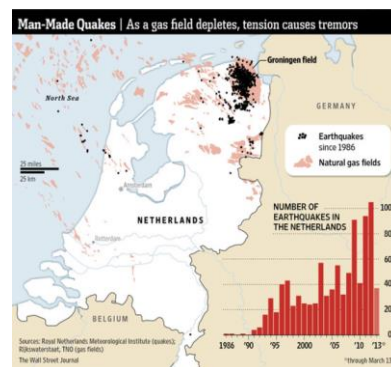 Man-Made Quakes | As a gas field depletes, tension causes tremors
Groningen field
North Sea
GERMANY
Earthquakes
since 1986
Natural gas fields
25 miles
25 km
Amsterdam
NETHERLANDS
Rotterdam
NUMBER OF
EARTHQUAKES IN
THE NETHERLANDS
100
80
60
40
20
0
1986
'90
'95
2000
'05
'10
'13*
BELGIUM
Sources: Royal Netherlands Meteorological Institute (quakes);
Rijkswaterstaat, TNO (gas fields)
The Wall Street Journal
*through March 13